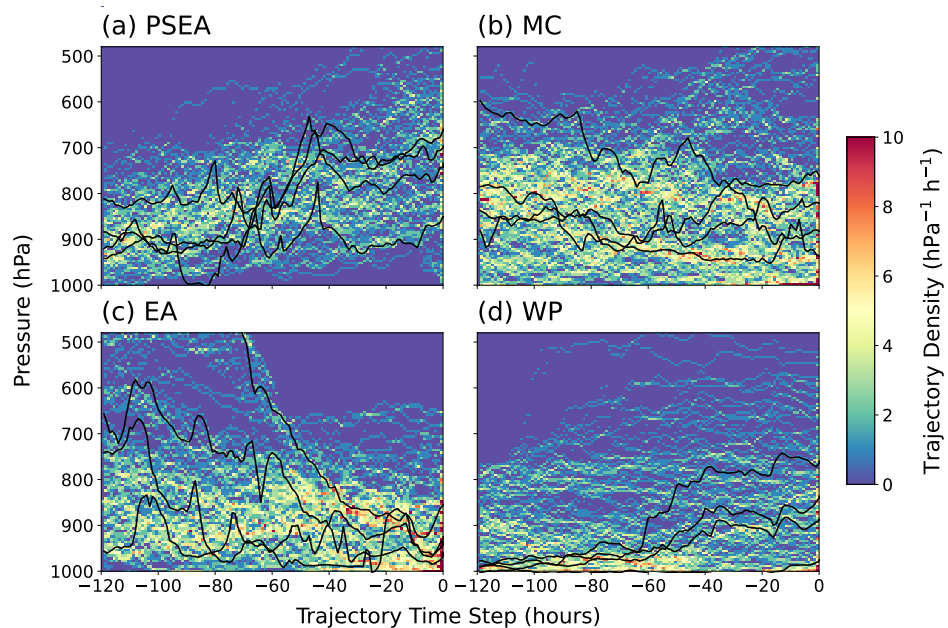 (a) PSEA
(b) MC
500
600
700
800
900
1000
10
8
6
4
2
0
Trajectory Density (hPa⁻¹ h⁻¹)
Pressure (hPa)
(c) EA
(d) WP
500
600
700
800
900
1000
−120 −100 −80 −60 −40 −20 0
−120 −100 −80 −60 −40 −20 0
Trajectory Time Step (hours)